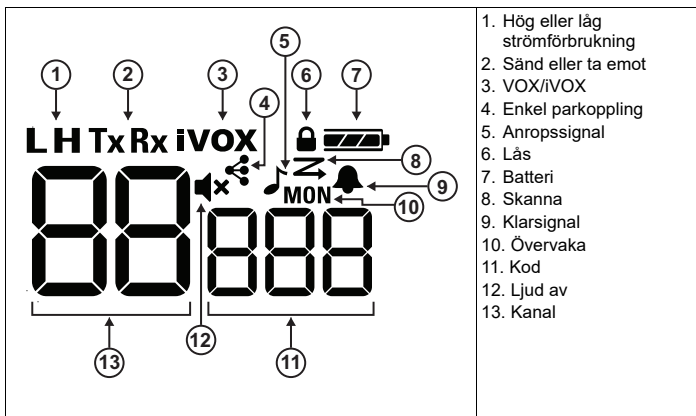 5
1 2 3 4 6 7
L H Tx Rx iVOX
8
9
MON
10
88 888
12
13 11
1. Hög eller låg
strömförbrukning
2. Sänd eller ta emot
3. VOX/iVOX
4. Enkel parkoppling
5. Anropssignal
6. Lås
7. Batteri
8. Skanna
9. Klarsignal
10. Övervaka
11. Kod
12. Ljud av
13. Kanal